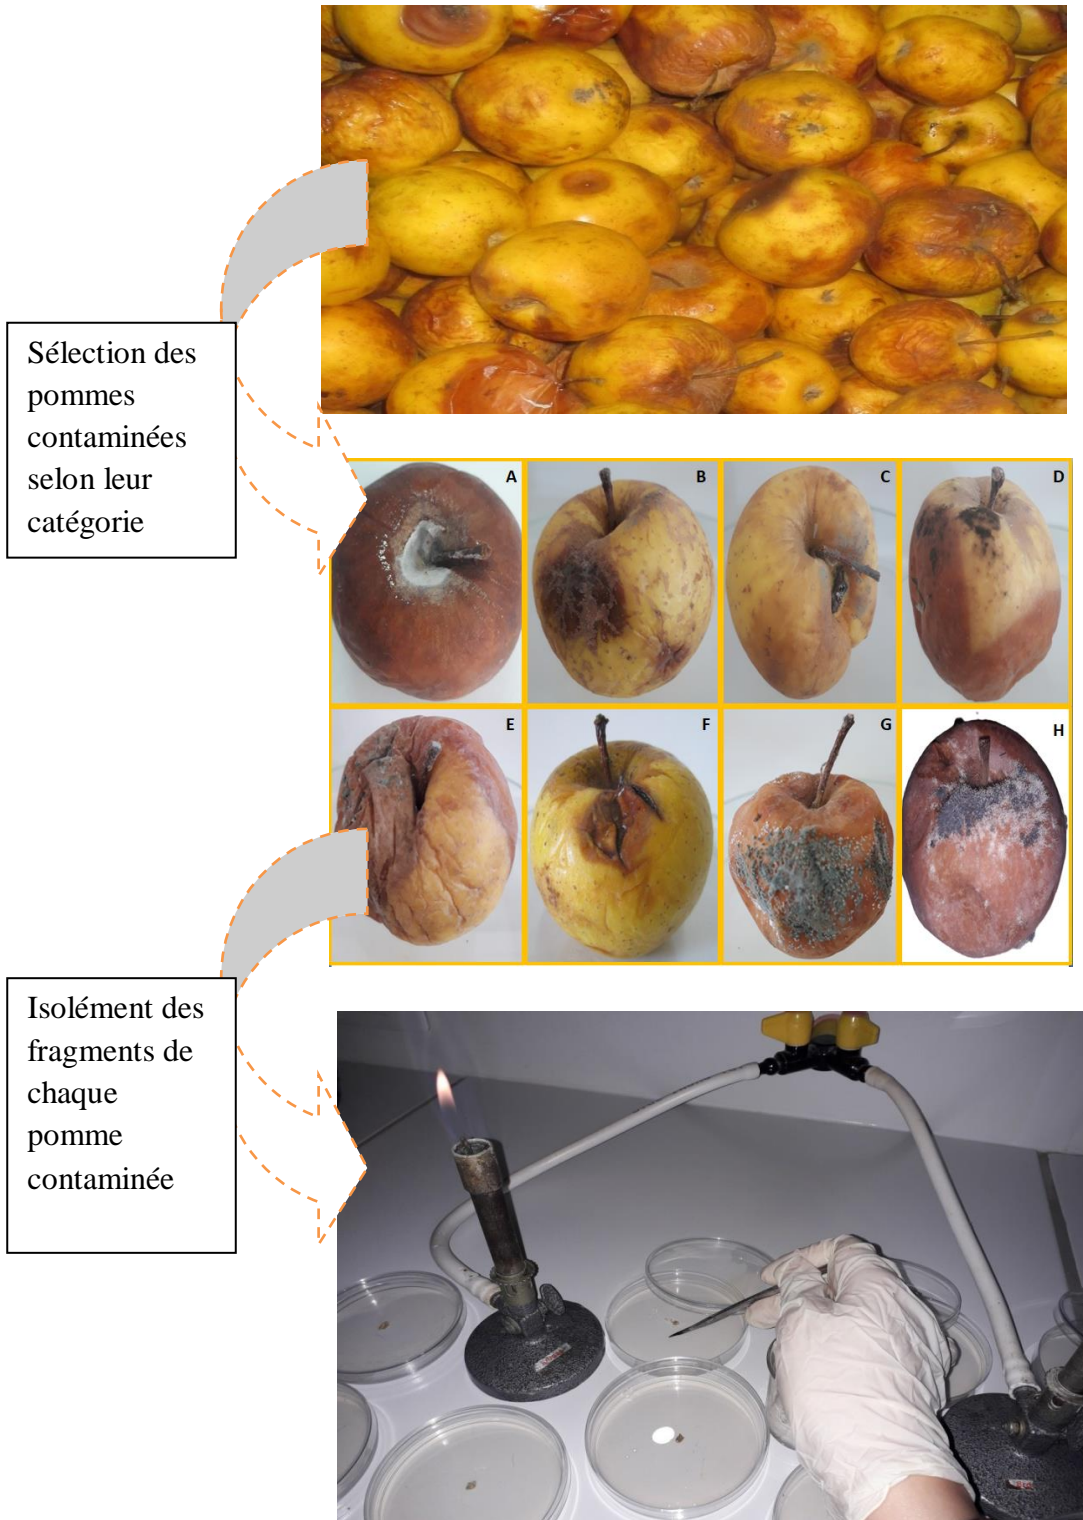 Sélection des
pommes
contaminées
selon leur
catégorie
A
B
C
D
E
F
G
H
Isolément des
fragments de
chaque
pomme
contaminée